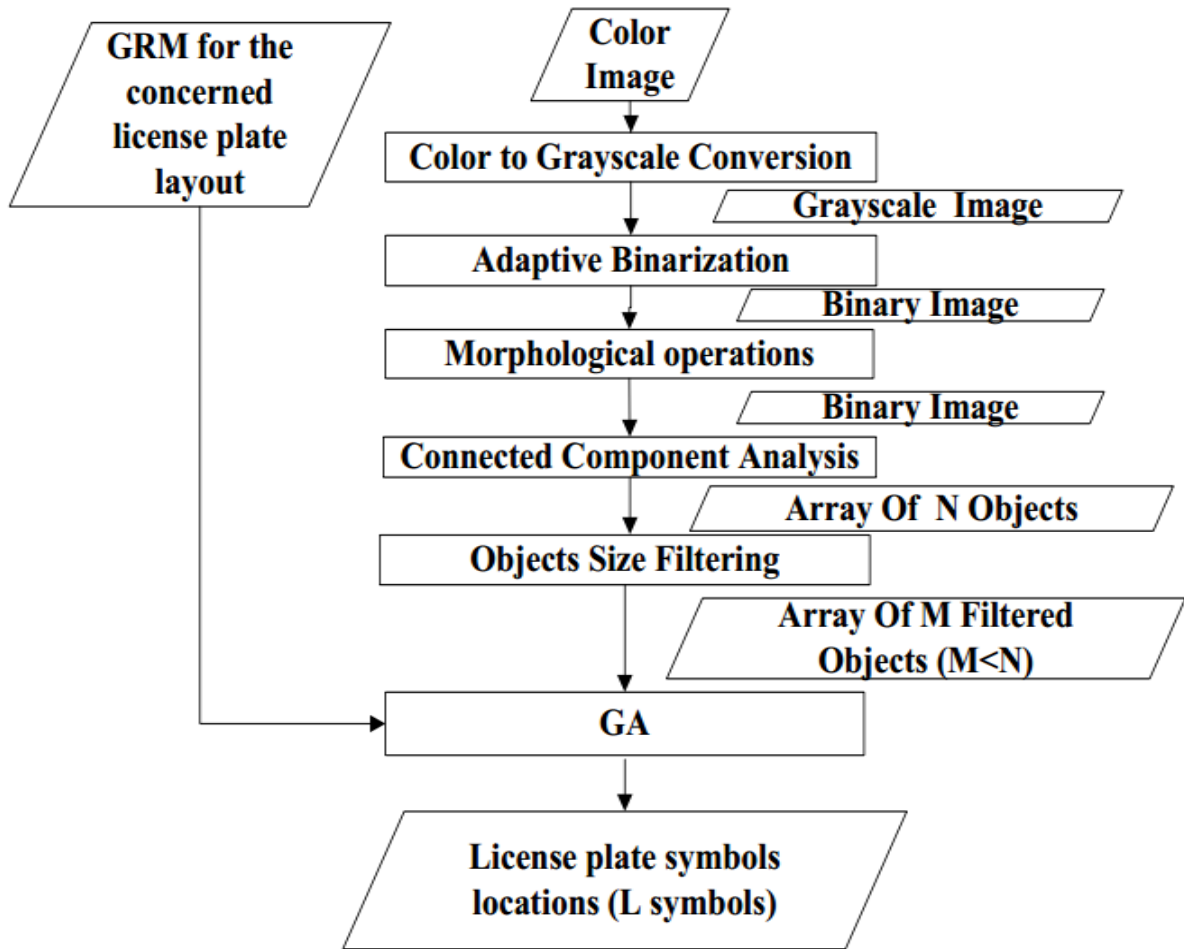 GRM for the
concerned
license plate
layout
Color
Image
Color to Grayscale Conversion
Grayscale Image
Adaptive Binarization
Binary Image
Morphological operations
Binary Image
Connected Component Analysis
Array Of N Objects
Objects Size Filtering
Array Of M Filtered
Objects (M<N)
GA
License plate symbols
locations (L symbols)